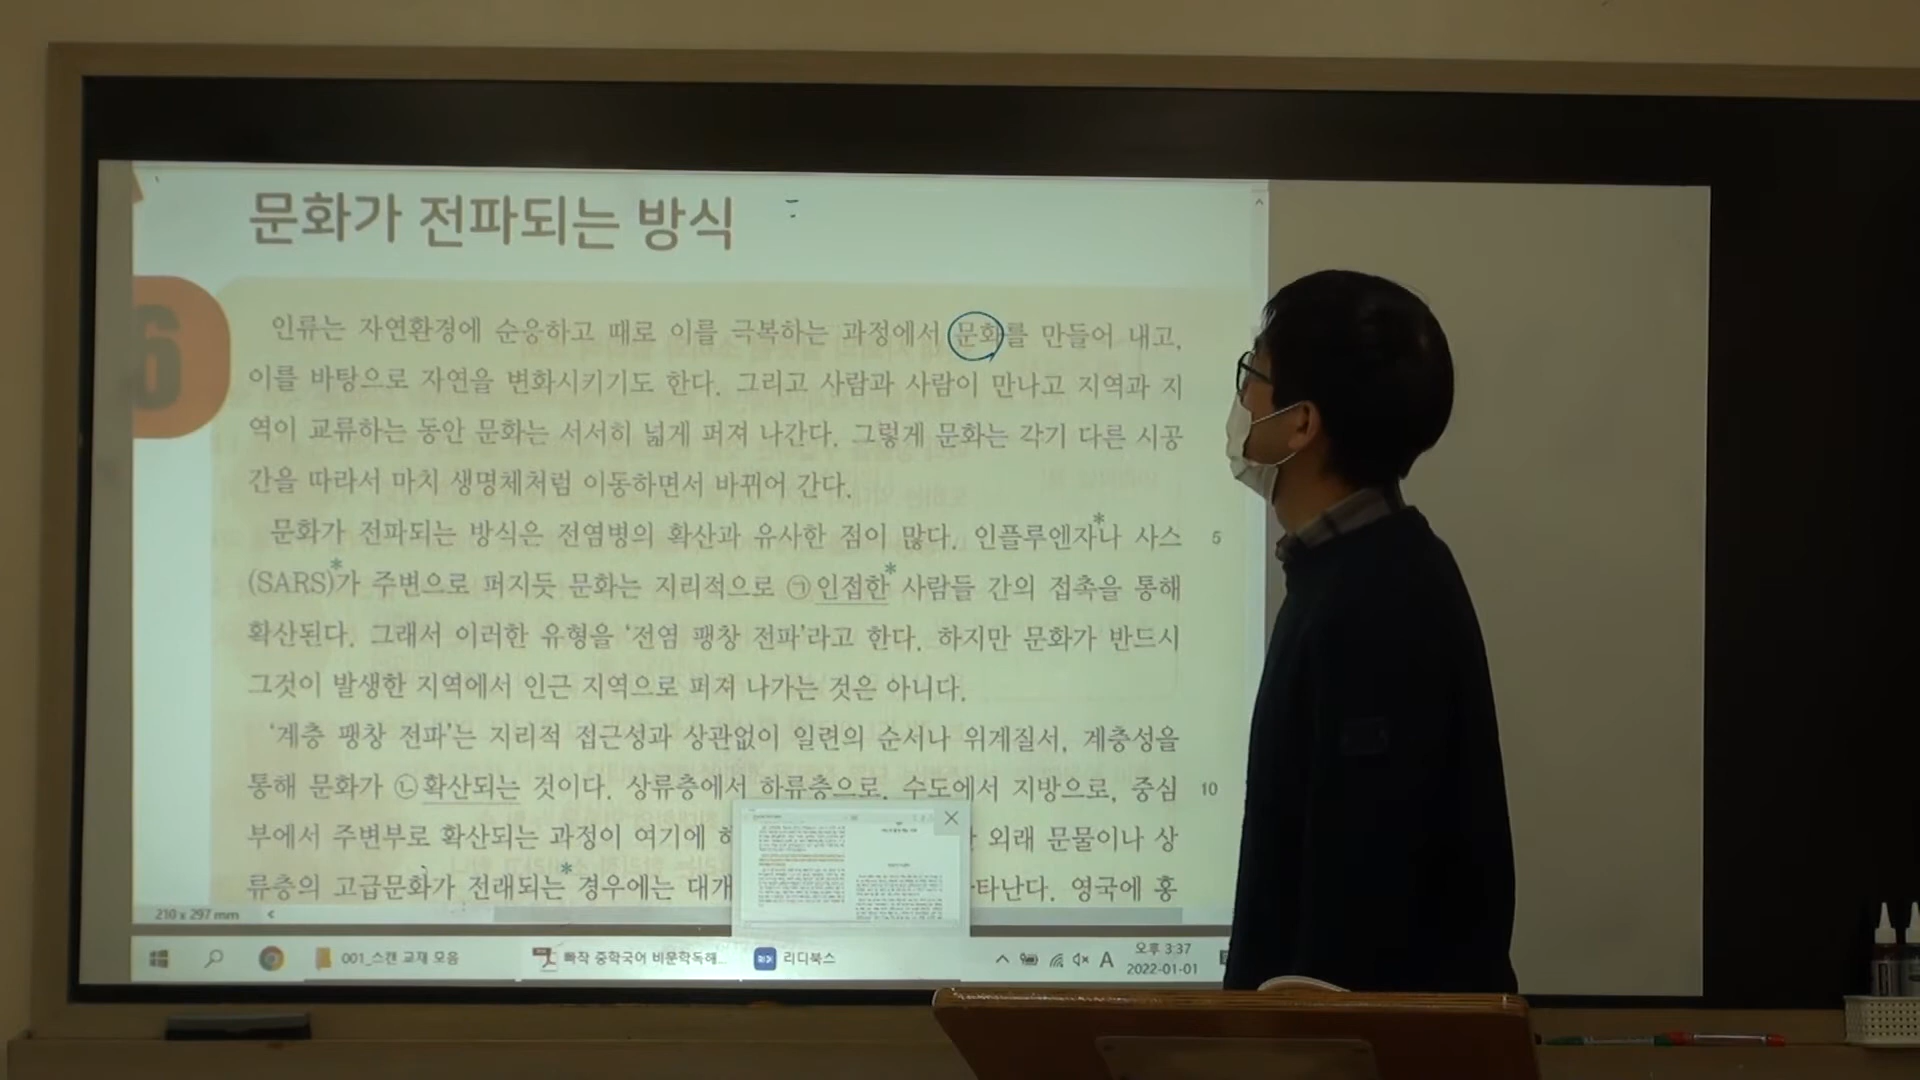 문화가 전파되는 방식
6
인류는 자연환경에 순응하고 때로 이를 극복하는 과정에서 문화를 만들어 내고,
이를 바탕으로 자연을 변화시키기도 한다. 그리고 사람과 사람이 만나고 지역과 지
역이 교류하는 동안 문화는 서서히 넓게 퍼져 나간다. 그렇게 문화는 각기 다른 시공
간을 따라서 마치 생명체처럼 이동하면서 바뀌어 간다.
문화가 전파되는 방식은 전염병의 확산과 유사한 점이 많다. 인플루엔자*나 사스 5
(SARS)*가 주변으로 퍼지듯 문화는 지리적으로 ㉠인접한* 사람들 간의 접촉을 통해
확산된다. 그래서 이러한 유형을 ‘전염 팽창 전파’라고 한다. 하지만 문화가 반드시
그것이 발생한 지역에서 인근 지역으로 퍼져 나가는 것은 아니다.
‘계층 팽창 전파’는 지리적 접근성과 상관없이 일련의 순서나 위계질서, 계층성을
통해 문화가 ㉡확산되는 것이다. 상류층에서 하류층으로, 수도에서 지방으로, 중심 10
부에서 주변부로 확산되는 과정이 여기에 외래 문물이나 상
류층의 고급문화가 전래되는* 경우에는 대개 타난다. 영국에 홍
210 x 297 mm
001_스캔 교재 모음 빠작 중학국어 비문학독해... 리디북스 A 오후 3:37
2022-01-01